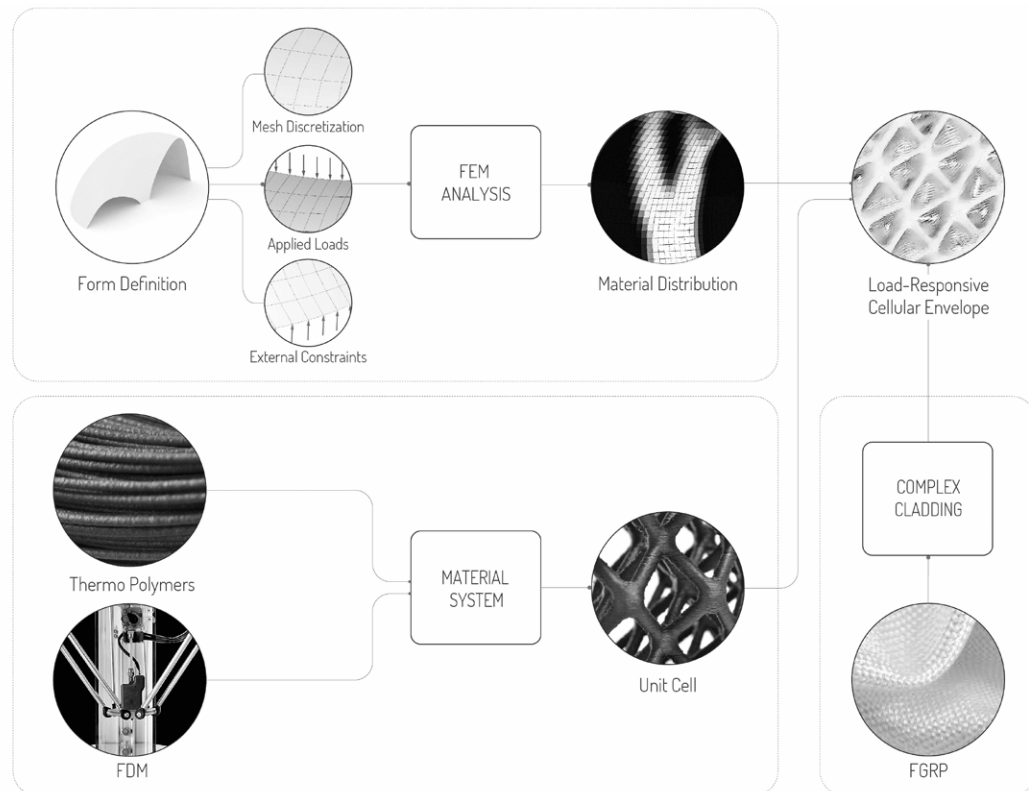 Mesh Discretization
FEM
ANALYSIS
Applied Loads
Form Definition
Material Distribution
Load-Responsive
Cellular Envelope
External Constraints
Thermo Polymers
MATERIAL
SYSTEM
COMPLEX
CLADDING
Unit Cell
FDM
FGRP